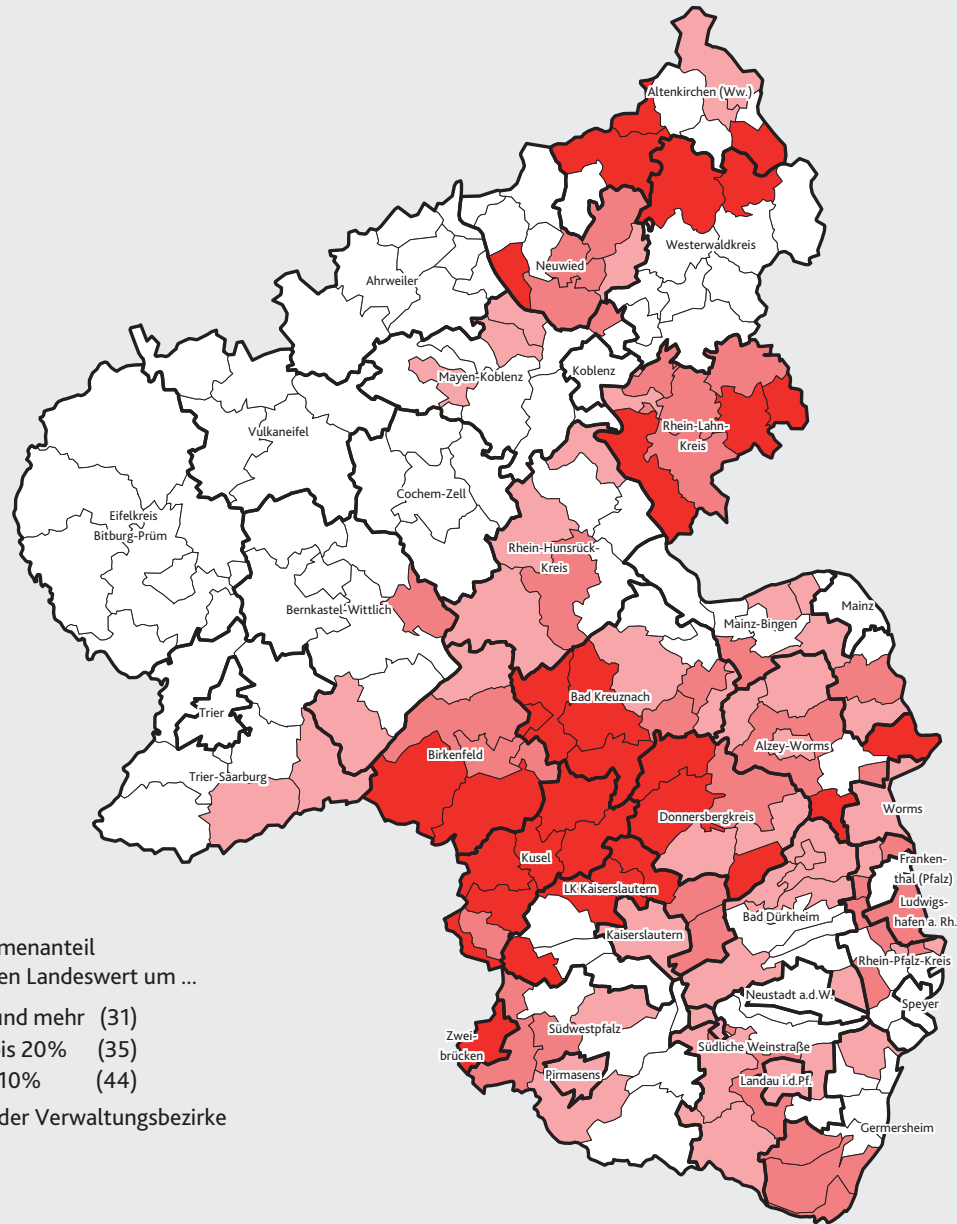 Altenkirchen (Ww.)
Westerwaldkreis
Neuwied
Ahrweiler
Koblenz
Mayen-Koblenz
Vulkaneifel
Rhein-Lahn-
Kreis
Cochem-Zell
Eifelkreis
Bitburg-Prüm
Rhein-Hunsrück-
Kreis
Bernkastel-Wittlich
Mainz
Mainz-Bingen
Bad Kreuznach
Trier
Alzey-Worms
Birkenfeld
Trier-Saarburg
Donnersbergkreis
Worms
Kusel
Franken-
thal (Pfalz)
LK Kaiserslautern
Ludwigs-
hafen a. Rh.
Bad Dürkheim
Kaiserslautern
Rhein-Pfalz-Kreis
Neustadt a.d.W.
Speyer
Zwei-
brücken
Südwestpfalz
Südliche Weinstraße
Pirmasens
Landau i.d.Pf.
Germersheim
menanteil
en Landeswert um ...
und mehr (31)
bis 20% (35)
10% (44)
der Verwaltungsbezirke